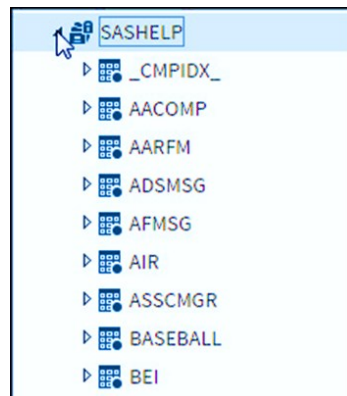 SASHELP
_CMPIDX_
AACOMP
AARFM
ADSMSG
AFMSG
AIR
ASSCMGR
BASEBALL
BEI